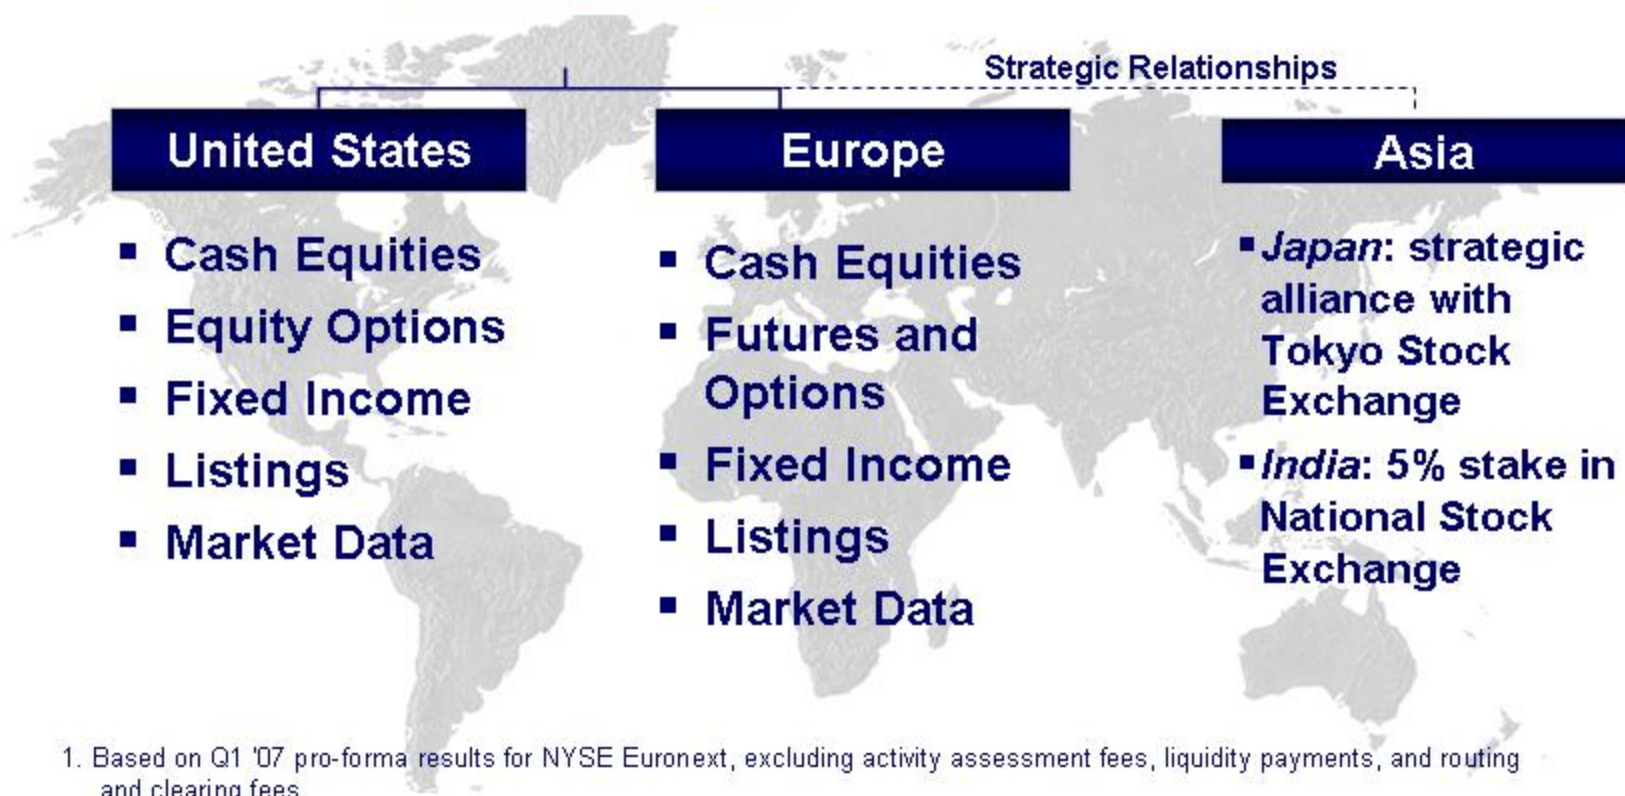 Strategic Relationships
United States
▪ Cash Equities
▪ Equity Options
▪ Fixed Income
▪ Listings
▪ Market Data
Europe
▪ Cash Equities
▪ Futures and
Options
▪ Fixed Income
▪ Listings
▪ Market Data
Asia
▪ Japan: strategic
alliance with
Tokyo Stock
Exchange
▪ India: 5% stake in
National Stock
Exchange
1. Based on Q1 '07 pro-forma results for NYSE Euronext, excluding activity assessment fees, liquidity payments, and routing
and clearing fees